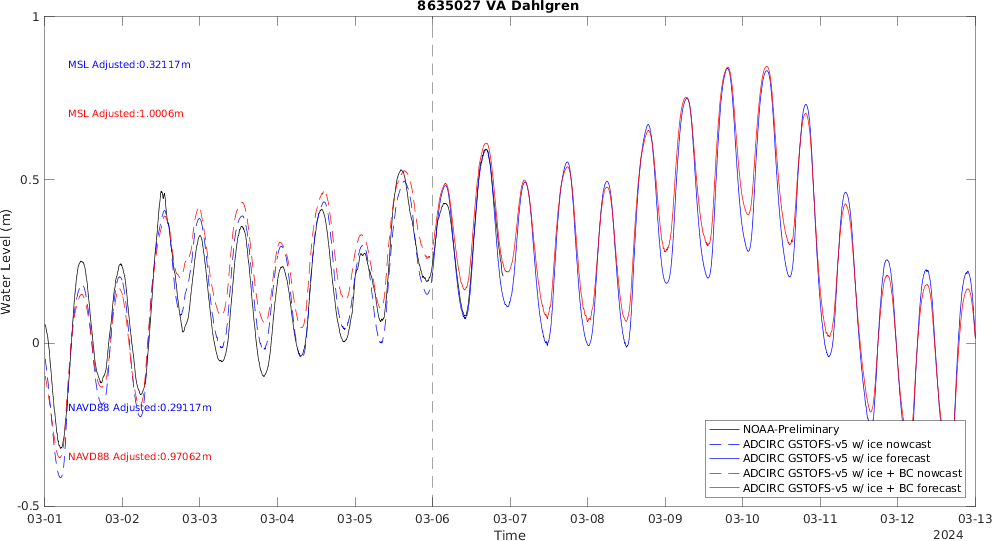 8635027 VA Dahlgren
1
MSL Adjusted:0.32117m
MSL Adjusted:1.0006m
0.5
Water Level (m)
0
NAVD88 Adjusted:0.29117m
NAVD88 Adjusted:0.97062m
-0.5
NOAA-Preliminary
ADCIRC GSTOFS-v5 w/ ice nowcast
ADCIRC GSTOFS-v5 w/ ice forecast
ADCIRC GSTOFS-v5 w/ ice + BC nowcast
ADCIRC GSTOFS-v5 w/ ice + BC forecast
03-01 03-02 03-03 03-04 03-05 03-06 03-07 03-08 03-09 03-10 03-11 03-12 03-13
Time
2024